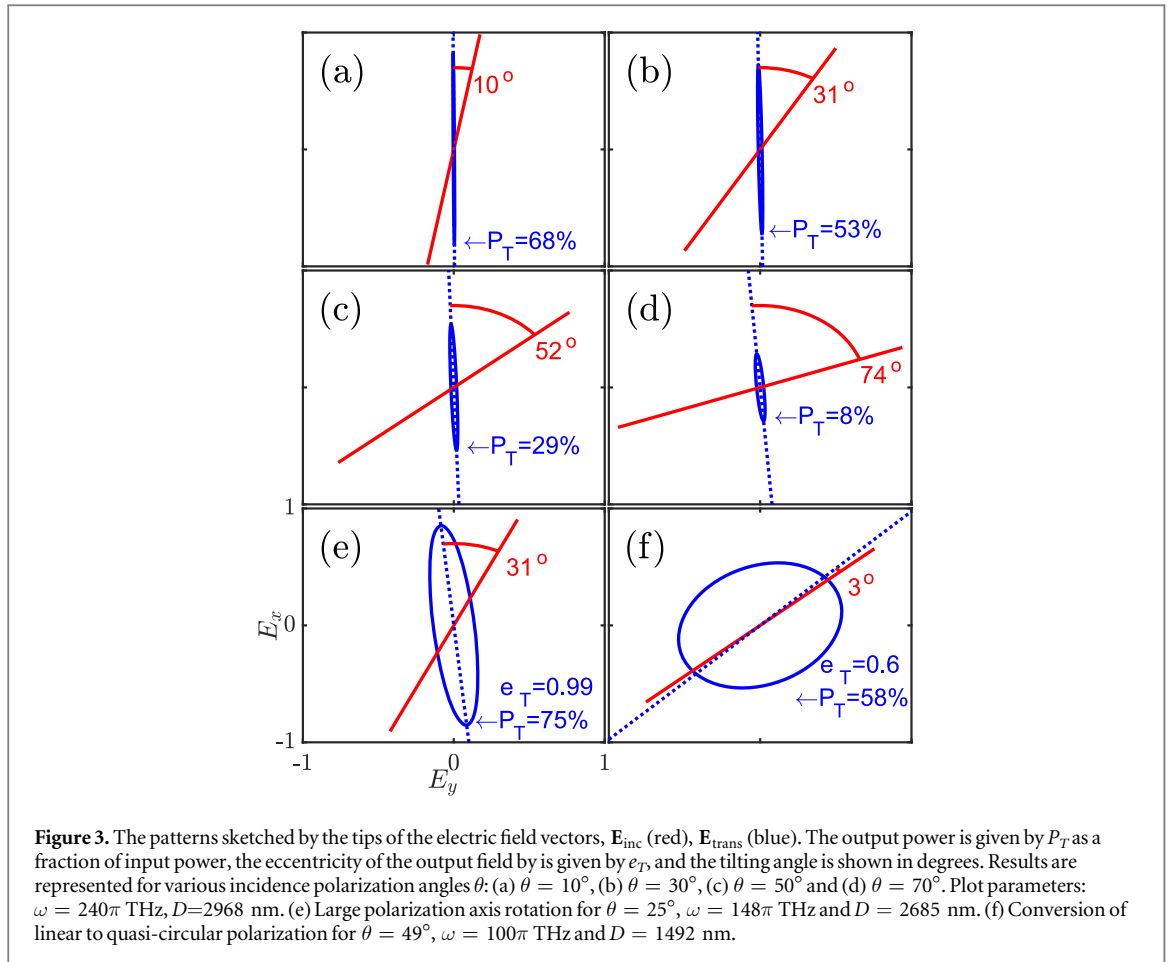 (a)
10°
←P_T=68%
(b)
31°
←P_T=53%
(c)
52°
←P_T=29%
(d)
74°
←P_T=8%
1
(e)
31°
e_T=0.99
←P_T=75%
E_x
0
-1
-1
0
1
E_y
(f)
3°
e_T=0.6
←P_T=58%
Figure 3. The patterns sketched by the tips of the electric field vectors, E_inc (red), E_trans (blue). The output power is given by P_T as a
fraction of input power, the eccentricity of the output field by is given by e_T, and the tilting angle is shown in degrees. Results are
represented for various incidence polarization angles θ: (a) θ = 10°, (b) θ = 30°, (c) θ = 50° and (d) θ = 70°. Plot parameters:
ω = 240π THz, D=2968 nm. (e) Large polarization axis rotation for θ = 25°, ω = 148π THz and D = 2685 nm. (f) Conversion of
linear to quasi-circular polarization for θ = 49°, ω = 100π THz and D = 1492 nm.